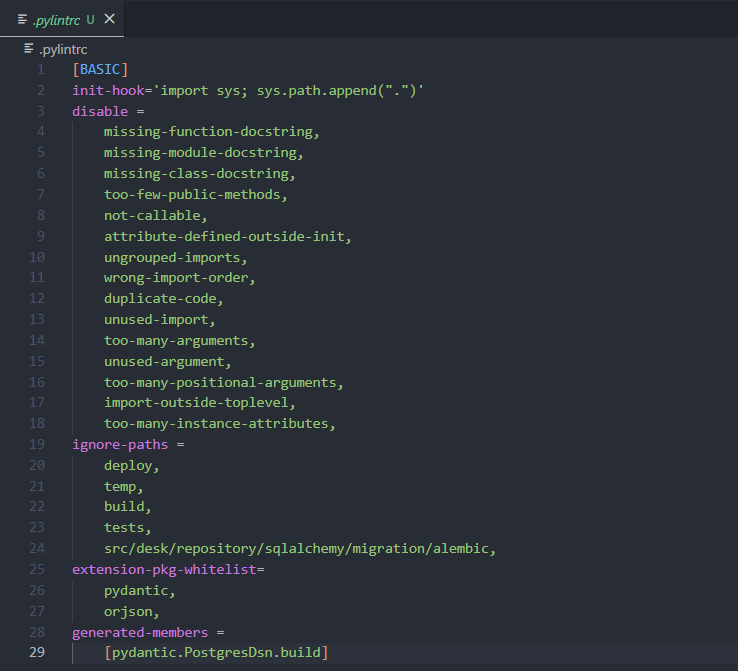 .pylintrc U
.pylintrc
1 [BASIC]
2 init-hook='import sys; sys.path.append(".")'
3 disable =
4 missing-function-docstring,
5 missing-module-docstring,
6 missing-class-docstring,
7 too-few-public-methods,
8 not-callable,
9 attribute-defined-outside-init,
10 ungrouped-imports,
11 wrong-import-order,
12 duplicate-code,
13 unused-import,
14 too-many-arguments,
15 unused-argument,
16 too-many-positional-arguments,
17 import-outside-toplevel,
18 too-many-instance-attributes,
19 ignore-paths =
20 deploy,
21 temp,
22 build,
23 tests,
24 src/desk/repository/sqlalchemy/migration/alembic,
25 extension-pkg-whitelist=
26 pydantic,
27 orjson,
28 generated-members =
29 [pydantic.PostgresDsn.build]